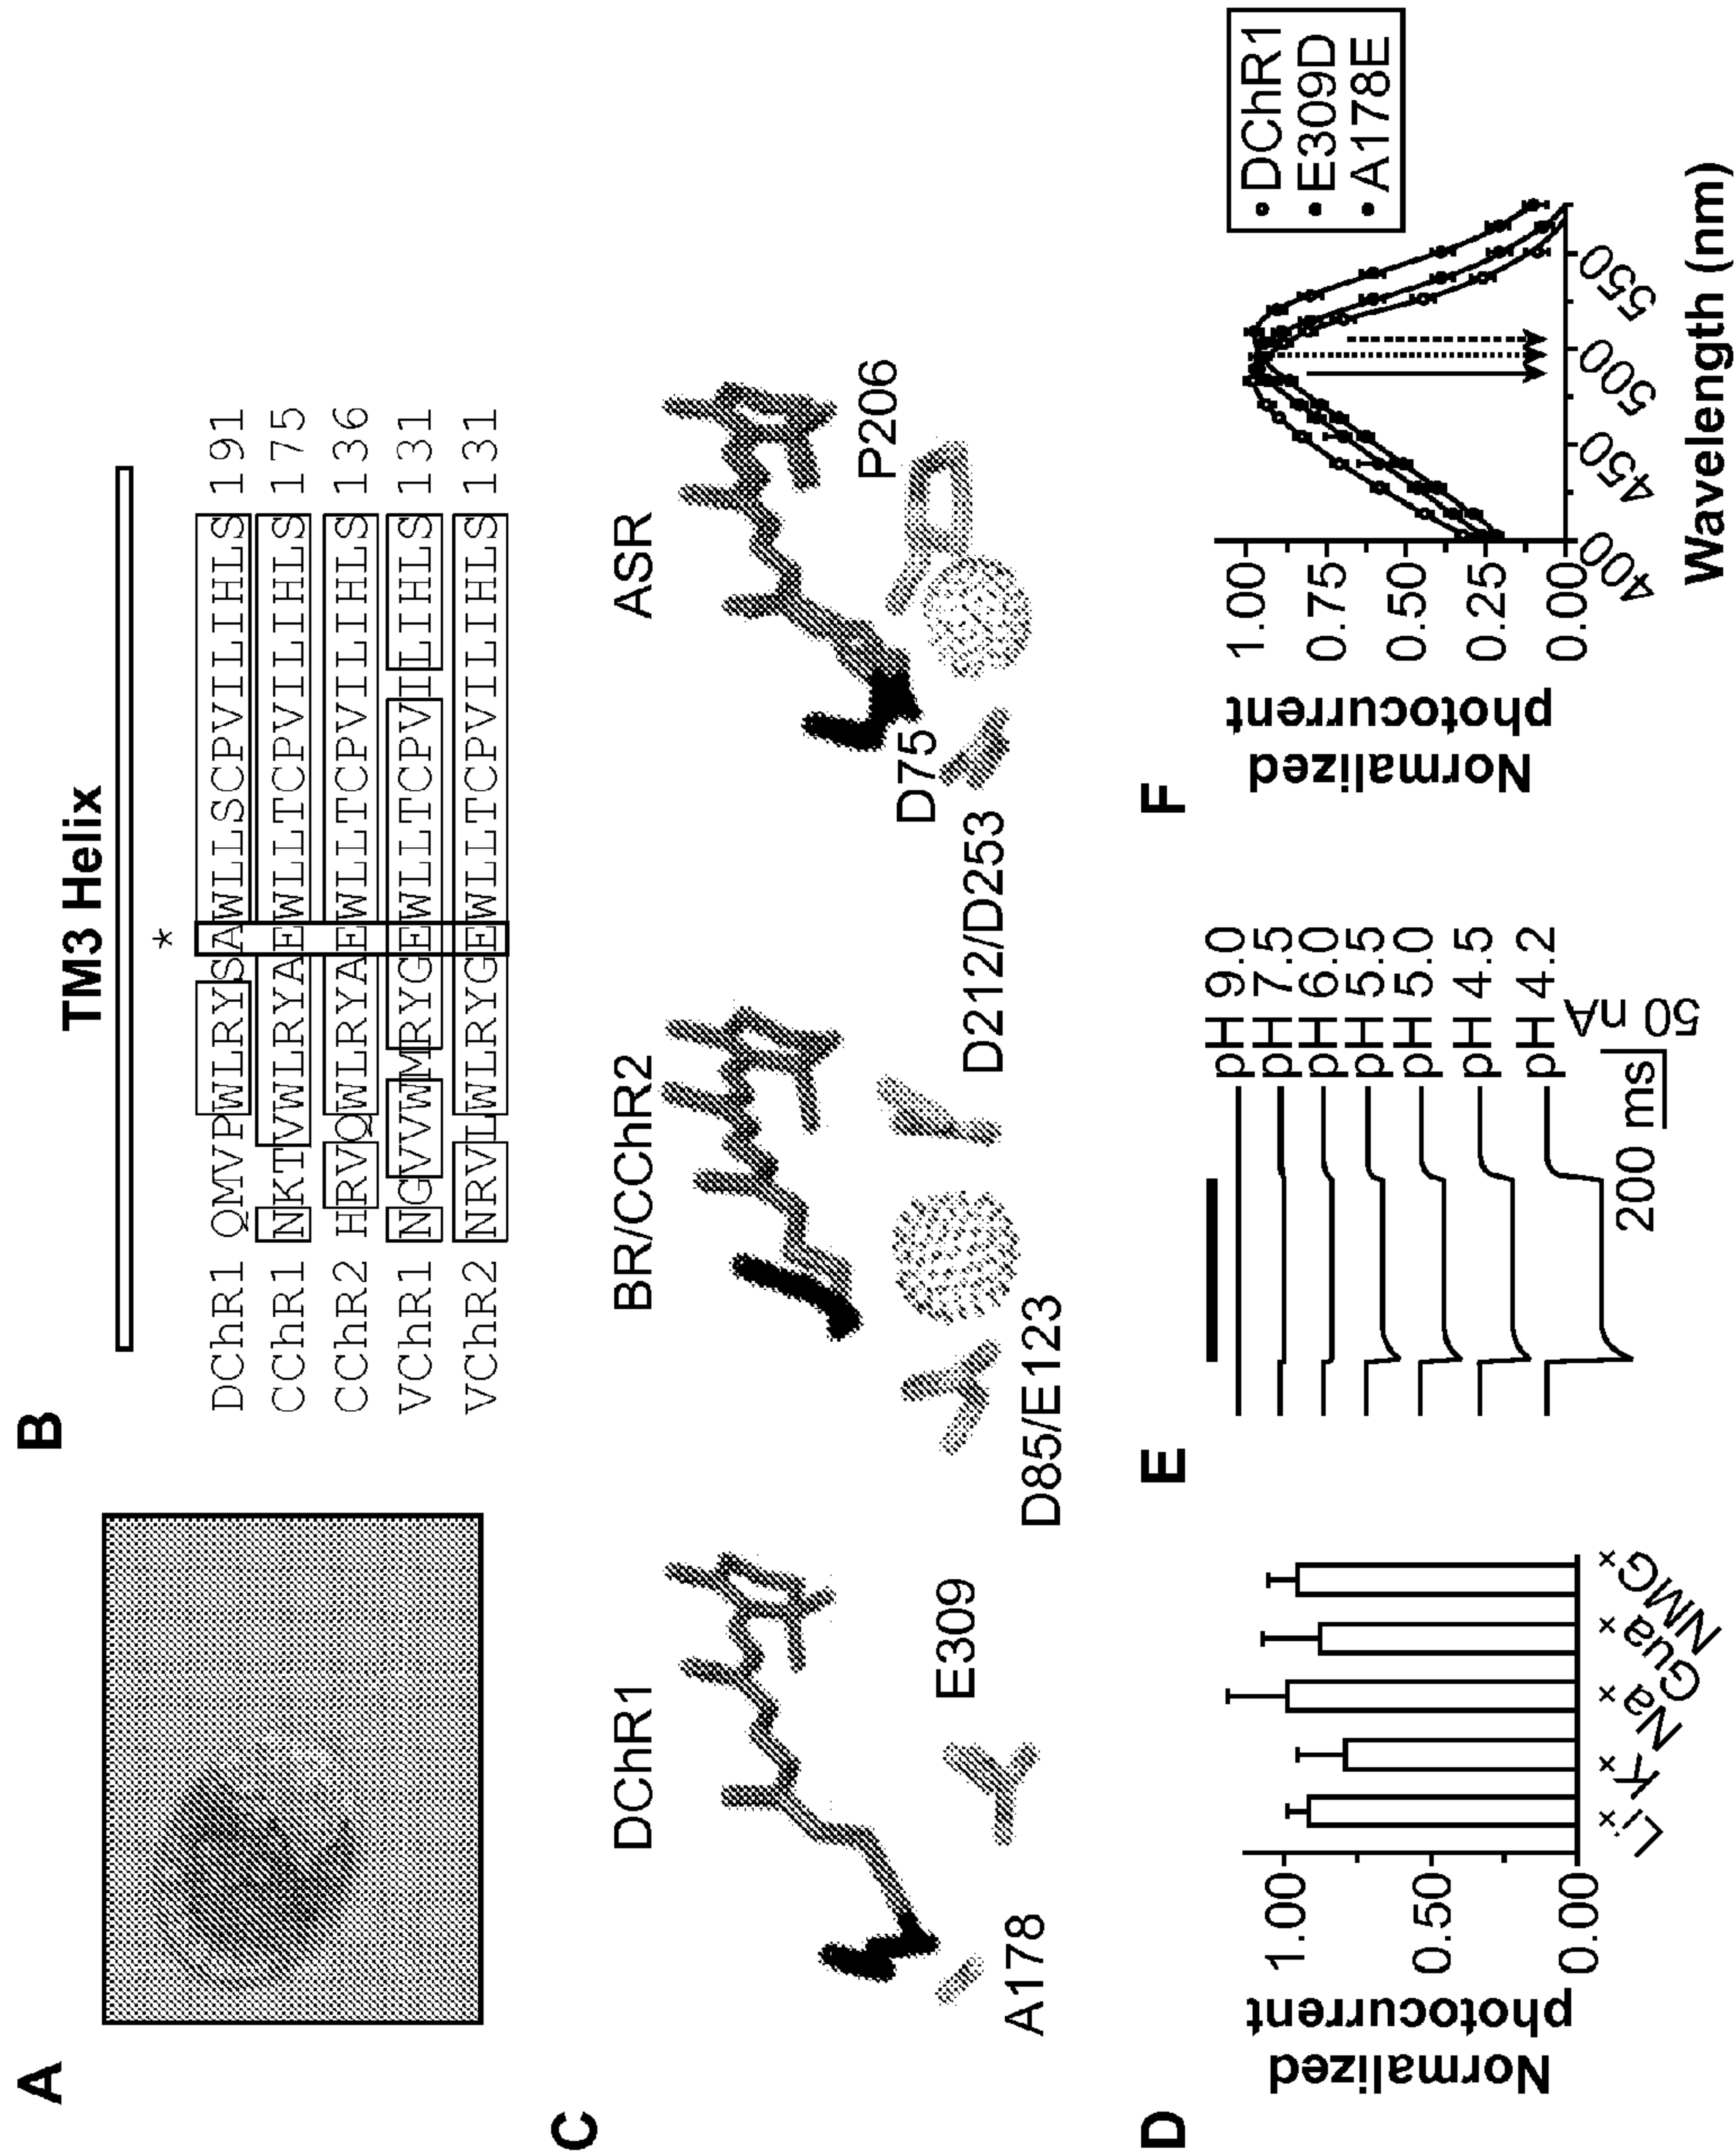 A
B
TM3 Helix
*
DChR1 QMVPWLRYSAWLLSCPVILIHLS 191
CChR1 NKTVWLRYAEWLLTCPVILIHLS 175
CChR2 HRVQWLRYAEWLLTCPVILIHLS 136
VChR1 NGVVWMRYGEWLLTCPVILIHLS 131
VChR2 NRVLWLRYGEWLLTCPVILIHLS 131
C
DChR1
A178
E309
BR/CChR2
D85/E123
D212/D253
ASR
D75
P206
D
Normalized
photocurrent
1.00
0.50
0.00
Li+
K+
Na+
Gua+
NMG+
E
pH 9.0
pH 7.5
pH 6.0
pH 5.5
pH 5.0
pH 4.5
pH 4.2
50 nA
200 ms
F
Normalized
photocurrent
1.00
0.75
0.50
0.25
0.00
400
450
500
550
Wavelength (nm)
DChR1
E309D
A178E